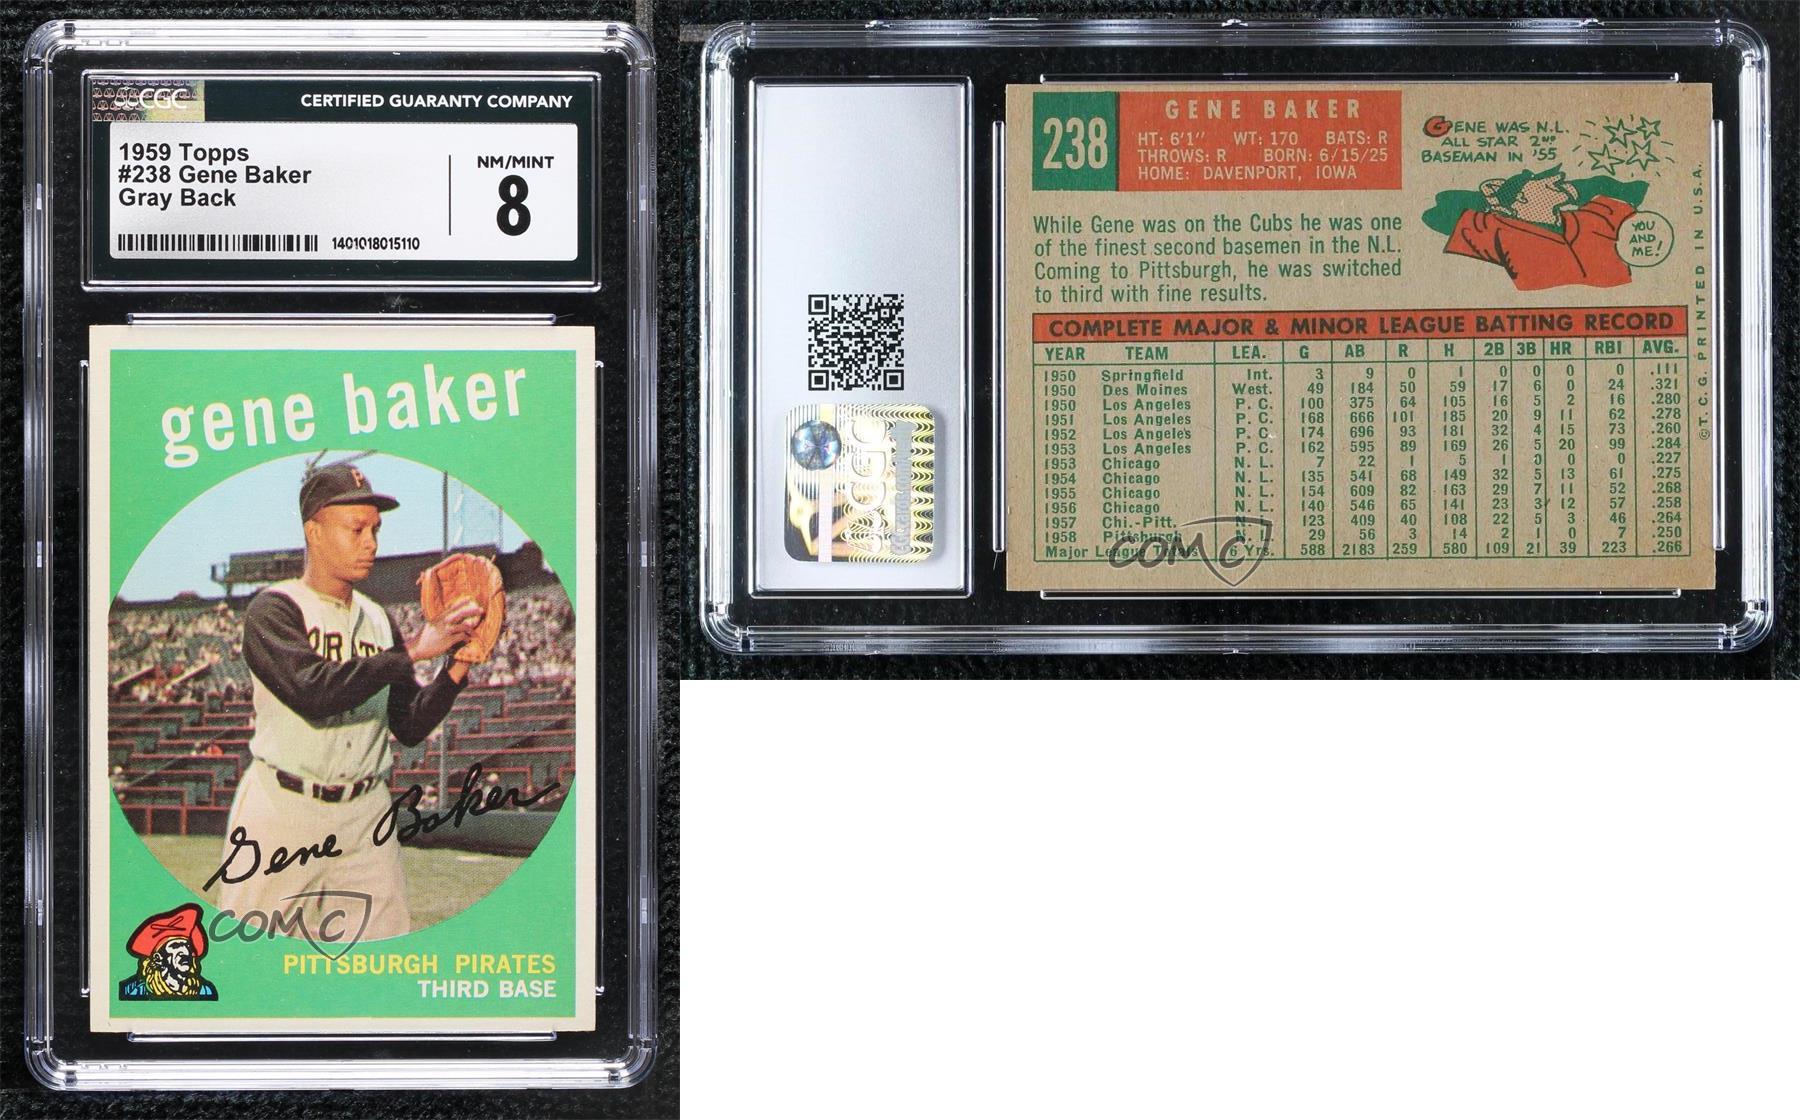 CGC
CERTIFIED GUARANTY COMPANY
1959 Topps
#238 Gene Baker
Gray Back
NM/MINT
8
1401018015110
gene baker
P
PIRAT
Gene Baker
COMC
PITTSBURGH PIRATES
THIRD BASE
238
GENE BAKER
HT: 6'1" WT: 170 BATS: R
THROWS: R BORN: 6/15/25
HOME: DAVENPORT, IOWA
GENE WAS N.L.
ALL STAR 2ND
BASEMAN IN '55
YOU
AND
ME!
While Gene was on the Cubs he was one
of the finest second basemen in the N.L.
Coming to Pittsburgh, he was switched
to third with fine results.
COMPLETE MAJOR & MINOR LEAGUE BATTING RECORD
YEAR TEAM LEA. G AB R H 2B 3B HR RBI AVG.
1950 Springfield Int. 3 9 0 1 0 0 0 0 .111
1950 Des Moines West. 49 184 50 59 17 6 0 24 .321
1950 Los Angeles P. C. 100 375 64 105 16 5 2 16 .280
1951 Los Angeles P. C. 168 666 101 185 20 9 11 62 .278
1952 Los Angeles P. C. 174 696 93 181 32 4 15 73 .260
1953 Los Angeles P. C. 162 595 89 169 26 5 20 99 .284
1953 Chicago N. L. 7 22 1 5 1 0 0 0 .227
1954 Chicago N. L. 135 541 68 149 32 5 13 61 .275
1955 Chicago N. L. 154 609 82 163 29 7 11 52 .268
1956 Chicago N. L. 140 546 65 141 23 3 12 57 .258
1957 Chi.-Pitt. N. L. 123 409 40 108 22 5 3 46 .264
1958 Pittsburgh N. L. 29 56 3 14 2 1 0 7 .250
Major League Totals 6 Yrs. 588 2183 259 580 109 21 39 223 .266
© T. C. G. PRINTED IN U.S.A.
COMC
CGC